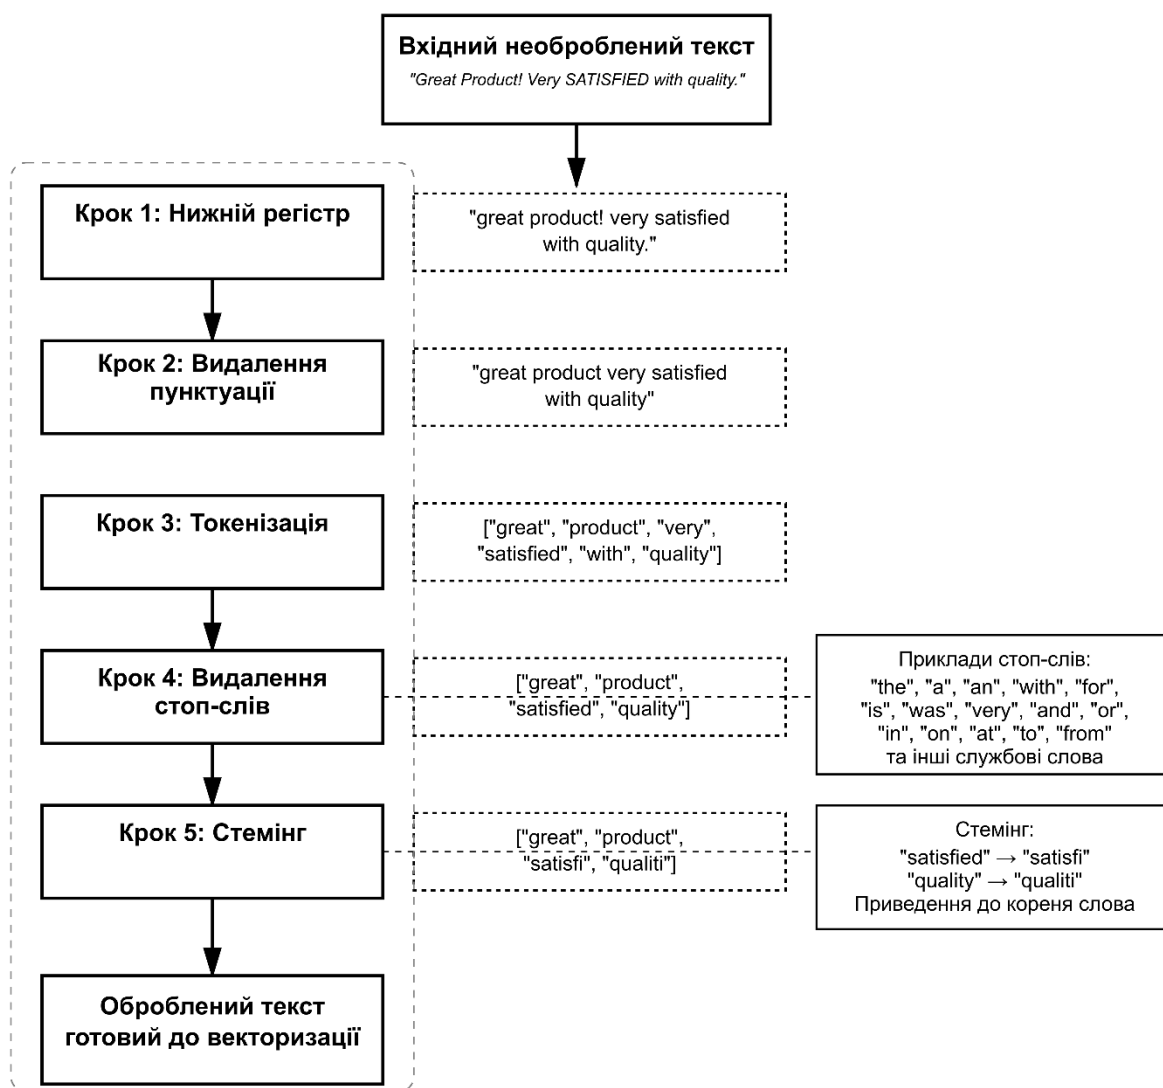 Вхідний необроблений текст
"Great Product! Very SATISFIED with quality."
Крок 1: Нижній регістр
"great product! very satisfied
with quality."
Крок 2: Видалення
пунктуації
"great product very satisfied
with quality"
Крок 3: Токенізація
["great", "product", "very",
"satisfied", "with", "quality"]
Крок 4: Видалення
стоп-слів
["great", "product",
"satisfied", "quality"]
Приклади стоп-слів:
"the", "a", "an", "with", "for",
"is", "was", "very", "and", "or",
"in", "on", "at", "to", "from"
та інші службові слова
Крок 5: Стемінг
["great", "product",
"satisfi", "qualiti"]
Стемінг:
"satisfied" → "satisfi"
"quality" → "qualiti"
Приведення до кореня слова
Оброблений текст
готовий до векторизації